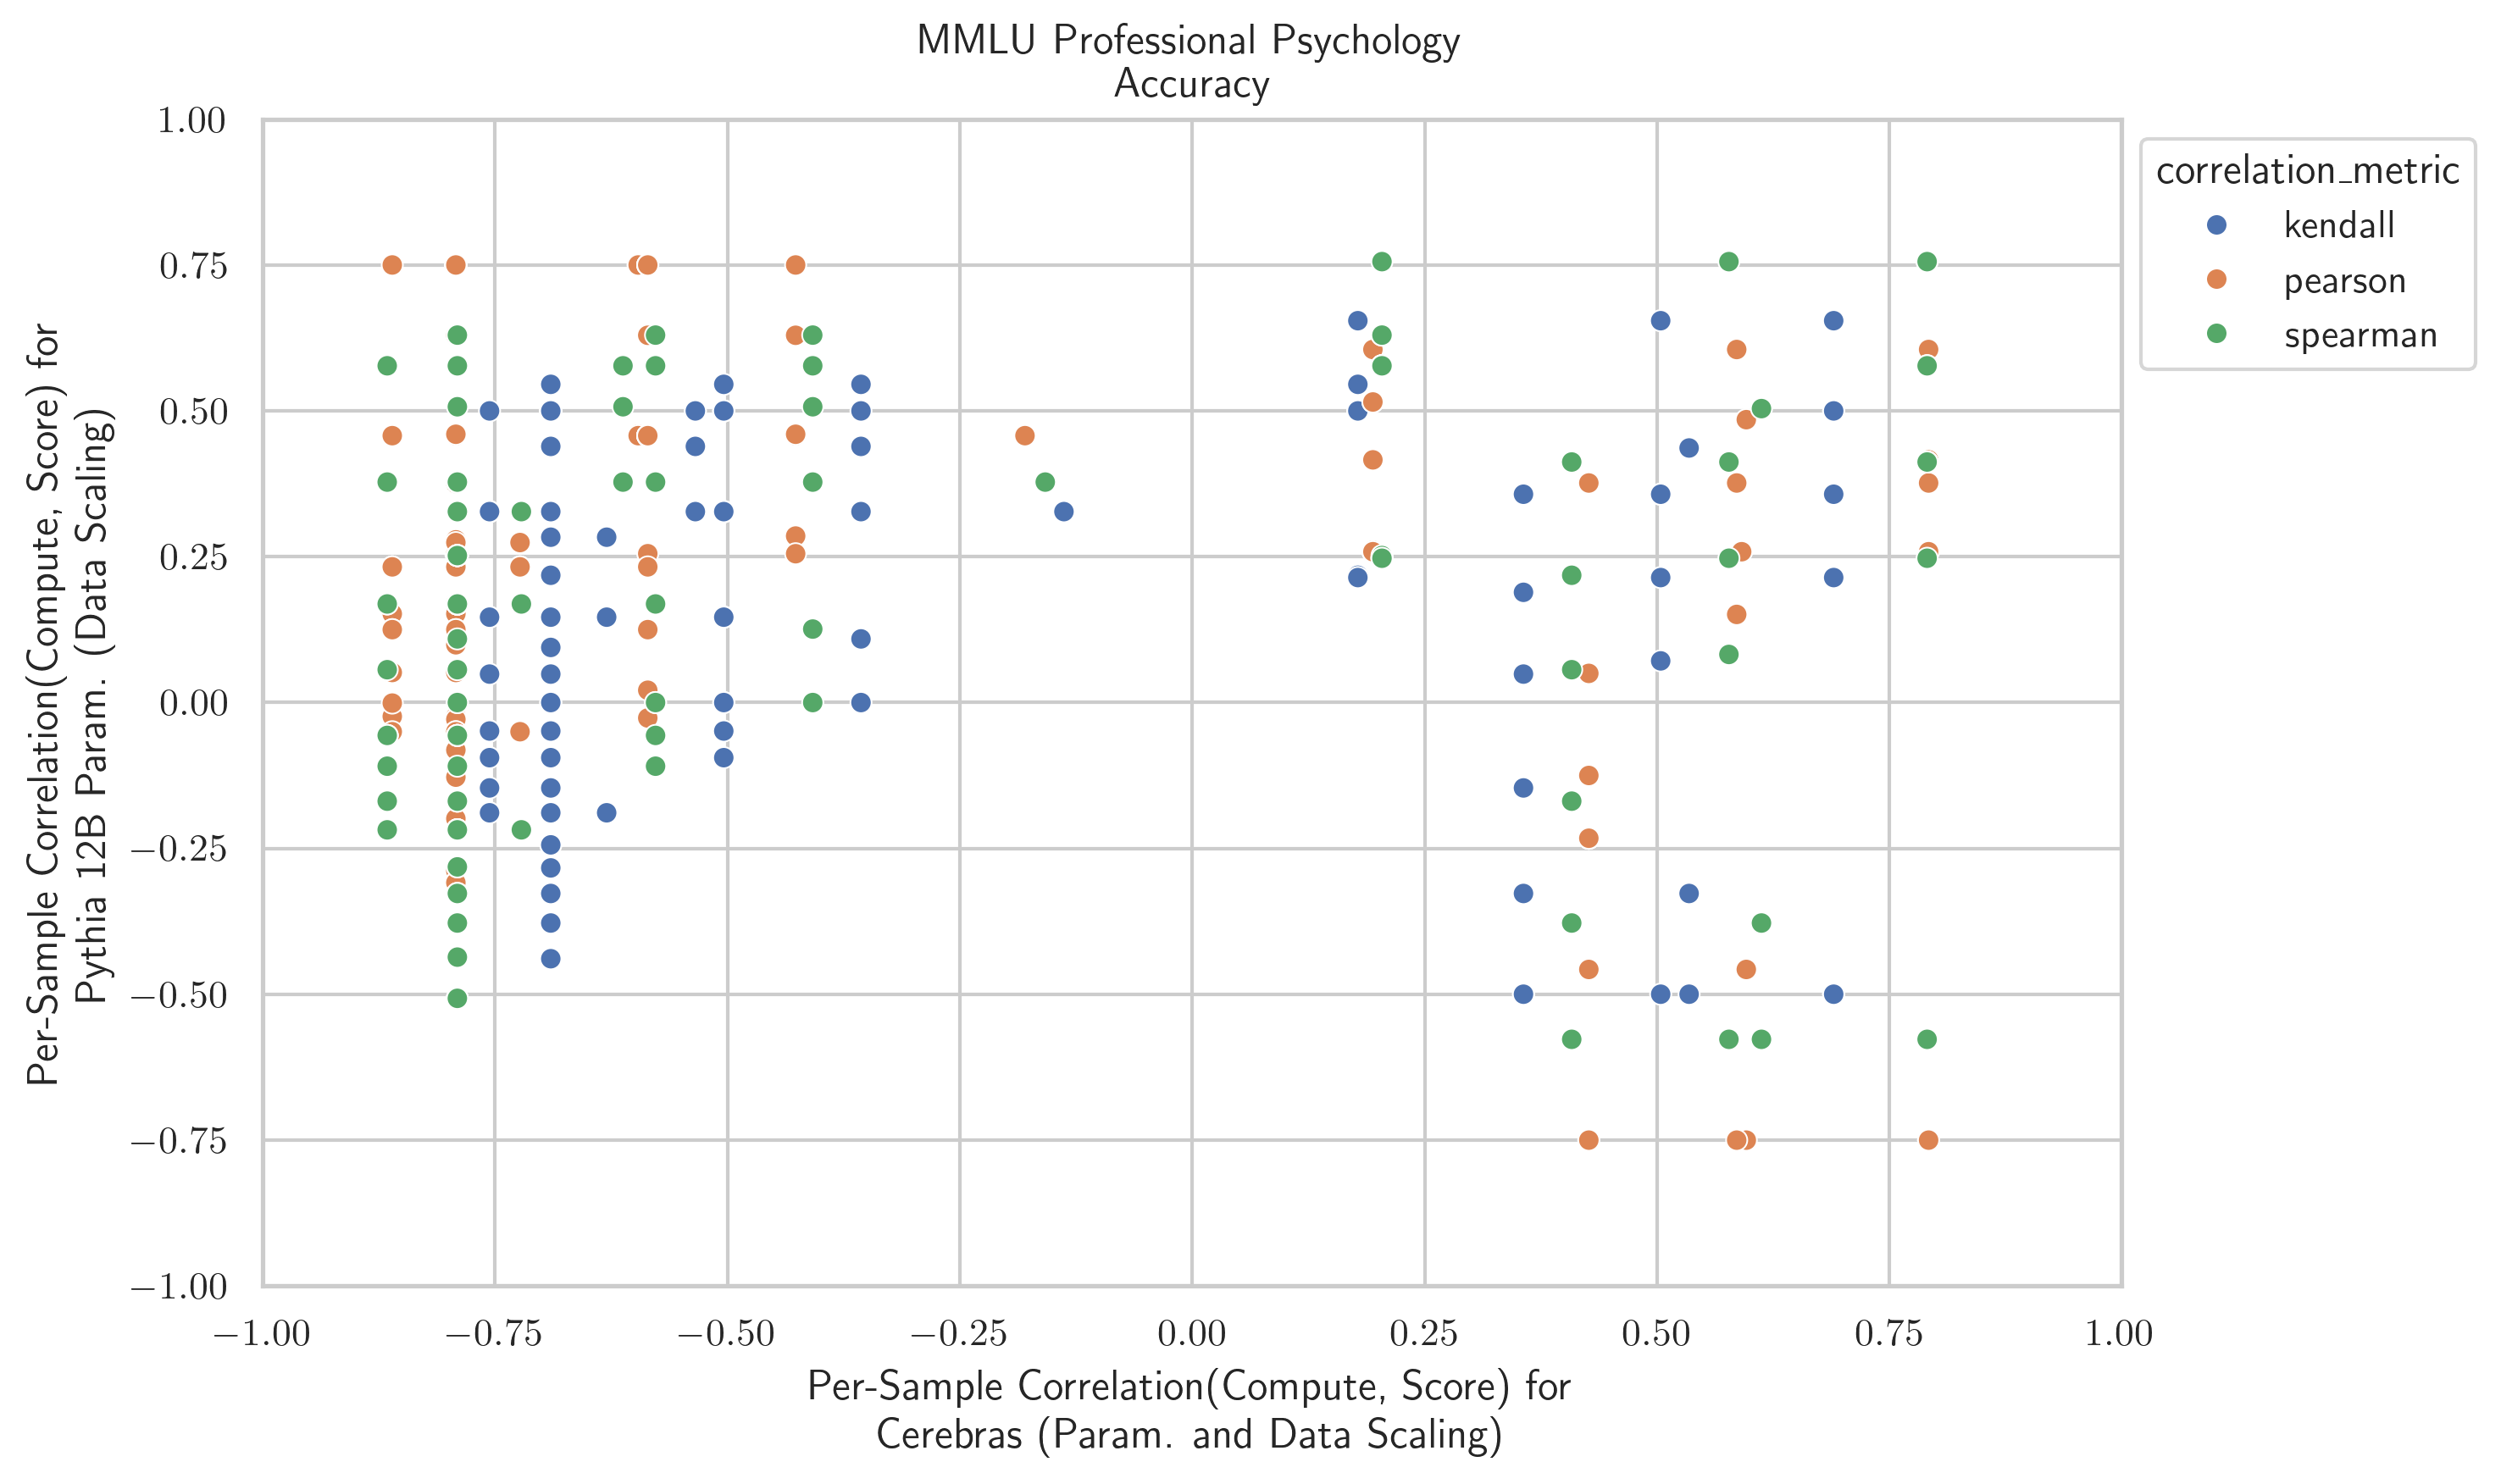 MMLU Professional Psychology
Accuracy
Per-Sample Correlation(Compute, Score) for
Pythia 12B Param. (Data Scaling)
1.00
0.75
0.50
0.25
0.00
−0.25
−0.50
−0.75
−1.00
−1.00 −0.75 −0.50 −0.25 0.00 0.25 0.50 0.75 1.00
Per-Sample Correlation(Compute, Score) for
Cerebras (Param. and Data Scaling)
correlation_metric
kendall
pearson
spearman